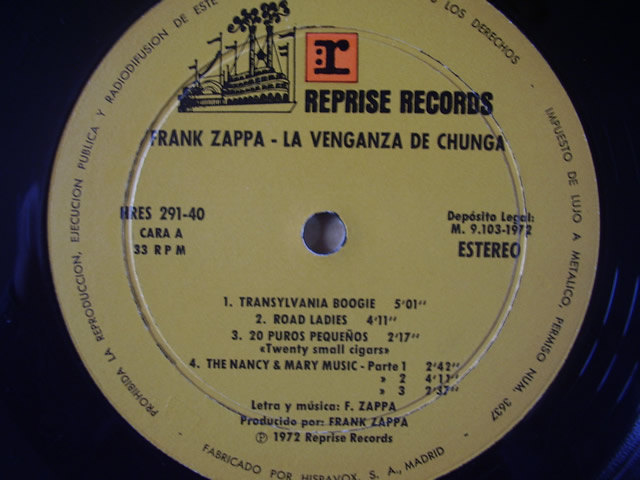 PROHIBIDA LA REPRODUCCION, EJECUCION PUBLICA Y RADIODIFUSION DE ESTE
LOS DERECHOS
IMPUESTO DE LUJO A METALICO, PERMISO NUM. 3637
r
REPRISE RECORDS
FRANK ZAPPA - LA VENGANZA DE CHUNGA
HRES 291-40
CARA A
33 RPM
Depósito Legal:
M. 9.103-1972
ESTEREO
1. TRANSYLVANIA BOOGIE 5'01"
2. ROAD LADIES 4'11"
3. 20 PUROS PEQUEÑOS 2'17"
«Twenty small cigars»
4. THE NANCY & MARY MUSIC - Parte 1 2'42"
» 2 4'11"
» 3 2'37"
Letra y música: F. ZAPPA
Producido por: FRANK ZAPPA
Ⓟ 1972 Reprise Records
FABRICADO POR HISPAVOX, S. A., MADRID